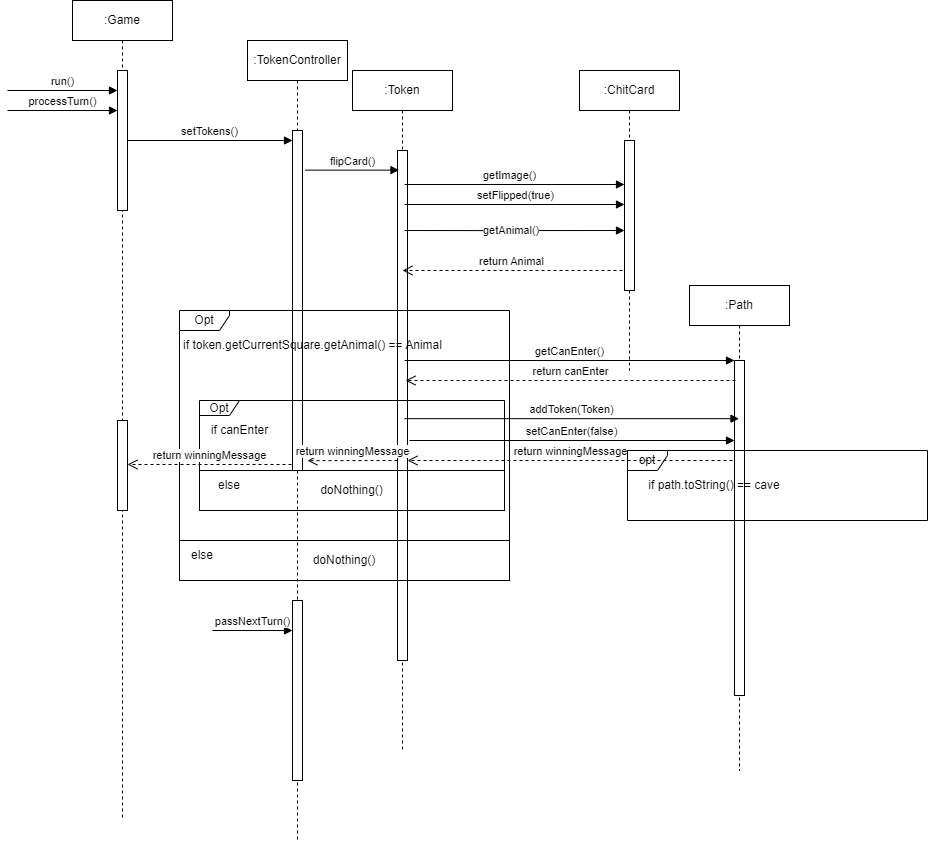 :Game
:TokenController
:Token
:ChitCard
run()
processTurn()
setTokens()
flipCard()
getImage()
setFlipped(true)
getAnimal()
return Animal
:Path
Opt
if token.getCurrentSquare.getAnimal() == Animal
getCanEnter()
return canEnter
Opt
addToken(Token)
if canEnter
setCanEnter(false)
return winningMessage
return winningMessage
return winningMessage
opt
else
doNothing()
if path.toString() == cave
else
doNothing()
passNextTurn()